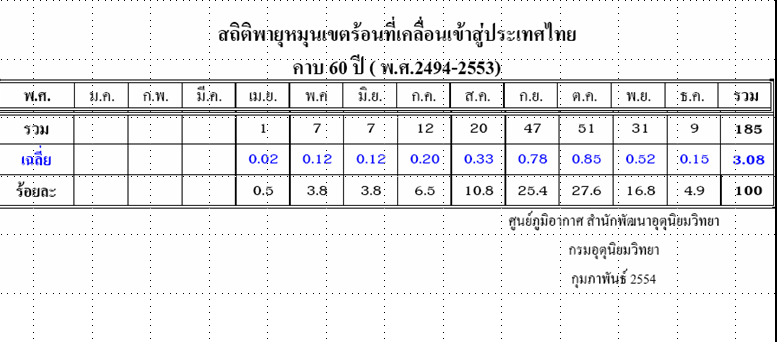 สถิติพายุหมุนเขตร้อนที่เคลื่อนเข้าสู่ประเทศไทย
คาบ 60 ปี ( พ.ศ.2494-2553)
พ.ศ. ม.ค. ก.พ. มี.ค. เม.ย. พ.ค มิ.ย. ก.ค. ส.ค. ก.ย. ต.ค. พ.ย. ธ.ค. รวม
รวม 1 7 7 12 20 47 51 31 9 185
เฉลี่ย 0.02 0.12 0.12 0.20 0.33 0.78 0.85 0.52 0.15 3.08
ร้อยละ 0.5 3.8 3.8 6.5 10.8 25.4 27.6 16.8 4.9 100
ศูนย์ภูมิอากาศ สำนักพัฒนาอุตุนิยมวิทยา
กรมอุตุนิยมวิทยา
กุมภาพันธ์ 2554